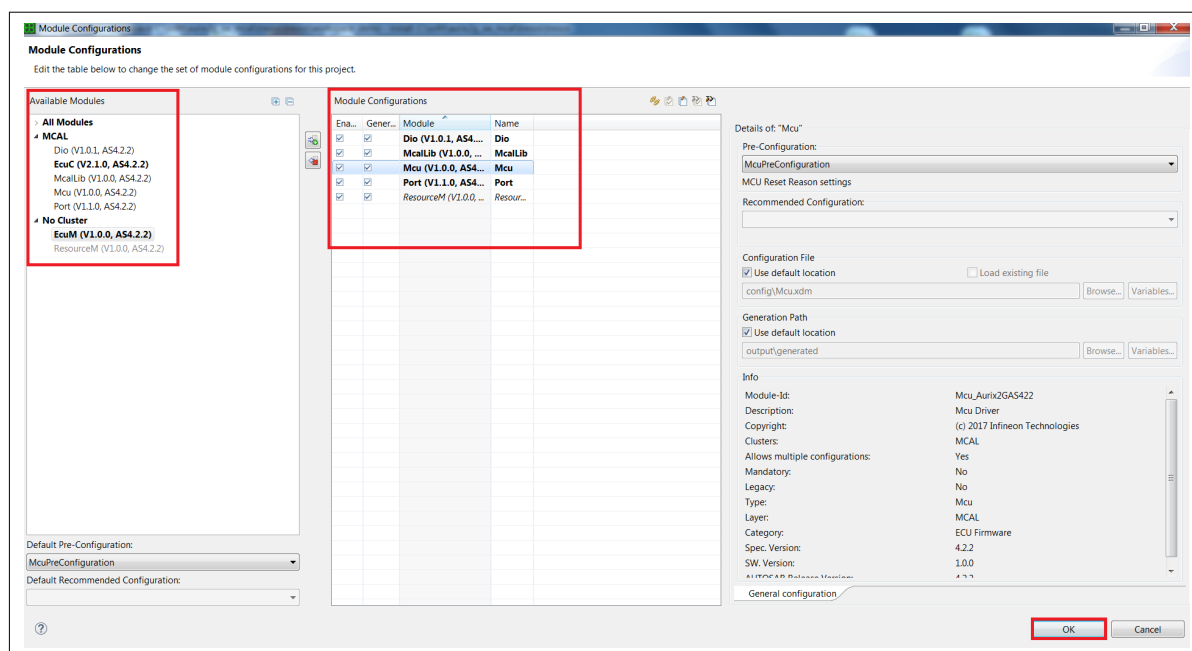 Module Configurations
Module Configurations
Edit the table below to change the set of module configurations for this project.
Available Modules
All Modules
MCAL
Dio (V1.0.1, AS4.2.2)
EcuC (V2.1.0, AS4.2.2)
McalLib (V1.0.0, AS4.2.2)
Mcu (V1.0.0, AS4.2.2)
Port (V1.1.0, AS4.2.2)
No Cluster
EcuM (V1.0.0, AS4.2.2)
ResourceM (V1.0.0, AS4.2.2)
Default Pre-Configuration:
McuPreConfiguration
Default Recommended Configuration:
Module Configurations
Ena... Gener... Module Name
Dio (V1.0.1, AS4.... Dio
McalLib (V1.0.0, ... McalLib
Mcu (V1.0.0, AS4... Mcu
Port (V1.1.0, AS4... Port
ResourceM (V1.0.0, ... Resour...
Details of: "Mcu"
Pre-Configuration:
McuPreConfiguration
MCU Reset Reason settings
Recommended Configuration:
Configuration File
Use default location Load existing file
config\Mcu.xdm Browse... Variables...
Generation Path
Use default location
output\generated Browse... Variables...
Info
Module-Id: Mcu_Aurix2GAS422
Description: Mcu Driver
Copyright: (c) 2017 Infineon Technologies
Clusters: MCAL
Allows multiple configurations: Yes
Mandatory: No
Legacy: No
Type: Mcu
Layer: MCAL
Category: ECU Firmware
Spec. Version: 4.2.2
SW. Version: 1.0.0
AUTOSAR Release Version: 4.2.2
General configuration
OK Cancel